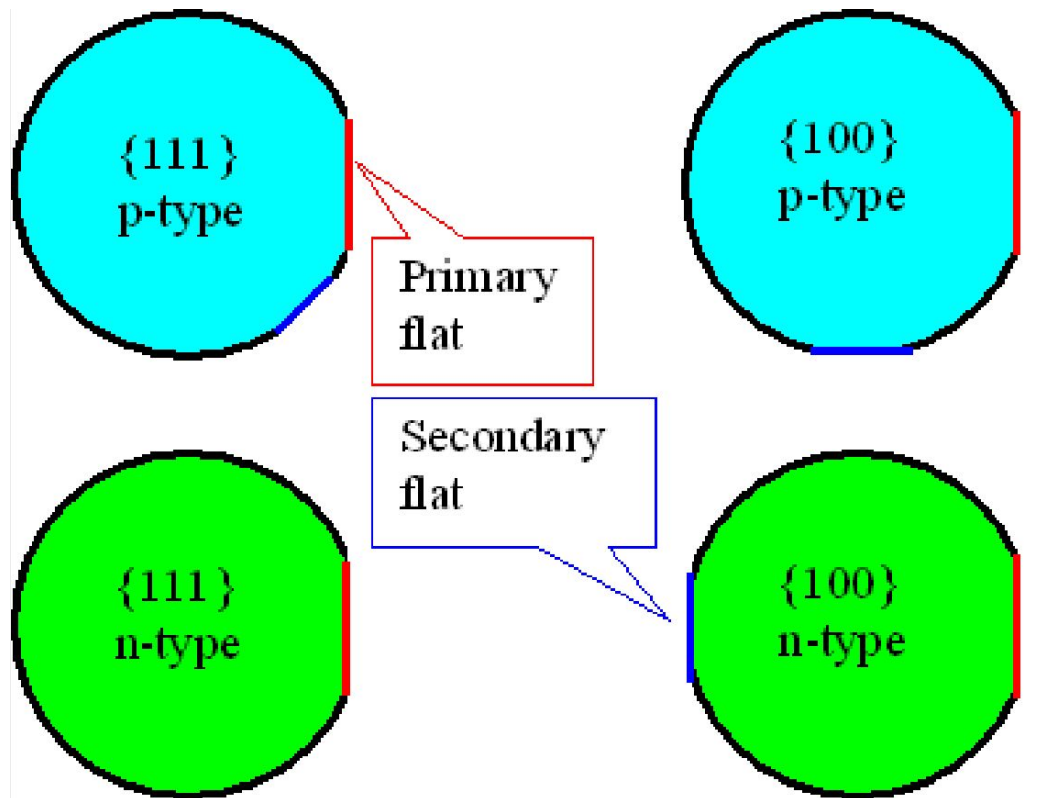 {111}
p-type
{100}
p-type
Primary
flat
Secondary
flat
{111}
n-type
{100}
n-type